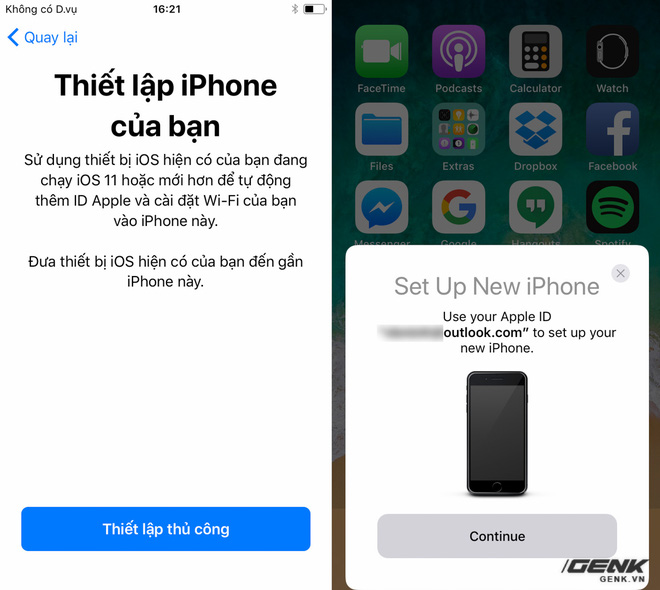 Không có D.vụ
16:21
Quay lại
Thiết lập iPhone
của bạn
Sử dụng thiết bị iOS hiện có của bạn đang
chạy iOS 11 hoặc mới hơn để tự động
thêm ID Apple và cài đặt Wi-Fi của bạn
vào iPhone này.
Đưa thiết bị iOS hiện có của bạn đến gần
iPhone này.
Thiết lập thủ công
FaceTime
Podcasts
Calculator
Watch
Files
Extras
Dropbox
Facebook
Messenger
Google
Hangouts
Spotify
Set Up New iPhone
Use your Apple ID
outlook.com” to set up your
new iPhone.
Continue
GENK
GENK.VN